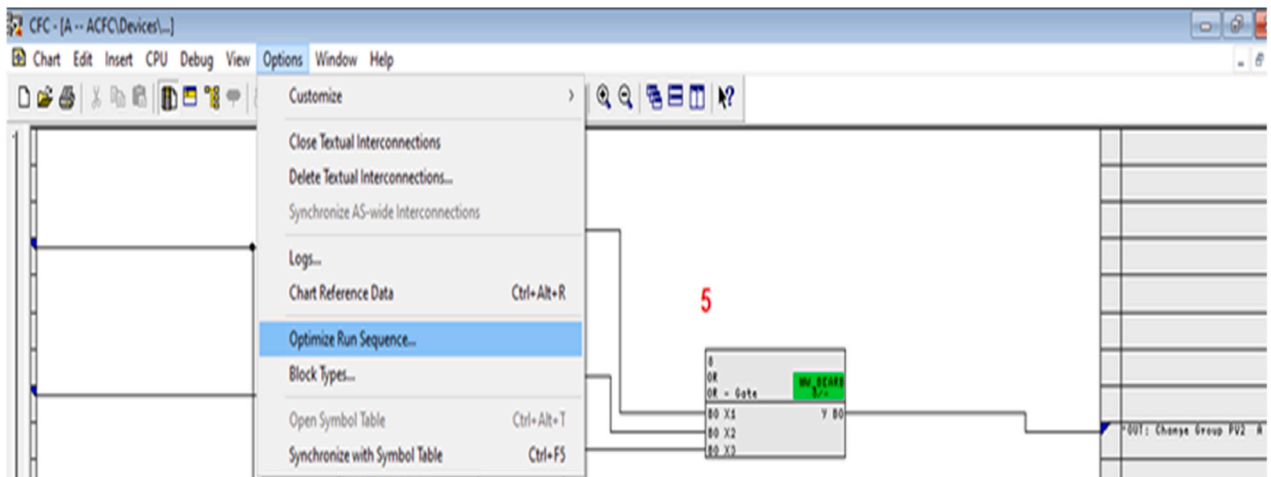 CFC - [A -- ACFC\Devices\...]
Chart Edit Insert CPU Debug View Options Window Help
Customize
Close Textual Interconnections
Delete Textual Interconnections...
Synchronize AS-wide Interconnections
Logs...
Chart Reference Data Ctrl+Alt+R
Optimize Run Sequence...
Block Types...
Open Symbol Table Ctrl+Alt+T
Synchronize with Symbol Table Ctrl+F5
1
5
8
OR
OR - Gate
BO X1 Y BO
BO X2
BO X3
OUT: Change Group PV2 A